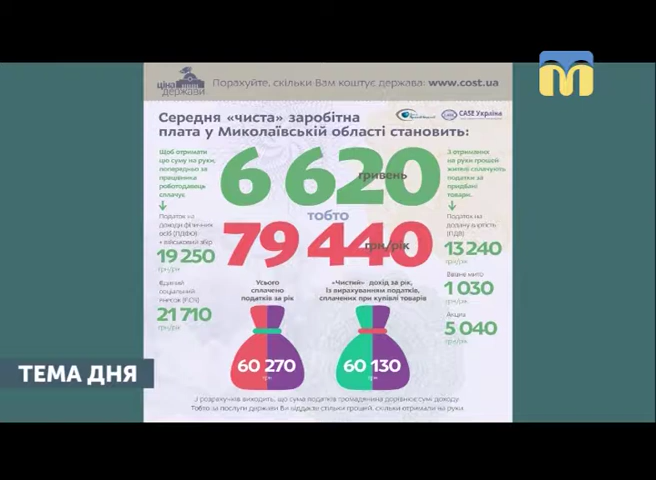 ціна держави
Порахуйте, скільки Вам коштує держава: www.cost.ua
CASE Україна
Середня «чиста» заробітна
плата у Миколаївській області становить:
Щоб отримати
цю суму на руки,
попередньо за
працівника
роботодавець
сплачує:
6 620 гривень
тобто
79 440 грн/рік
З отриманих
на руки грошей
жителі сплачують
податки за
придбані
товари:
Податок на
доходи фізичних
осіб (ПДФО)
+ військовий збір
19 250
грн/рік
Єдиний
соціальний
внесок (ЄСВ)
21 710
грн/рік
Податок на
додану вартість
(ПДВ)
13 240
грн/рік
Ввізне мито
1 030
грн/рік
Акциз
5 040
грн/рік
Усього
сплачено
податків за рік
60 270
грн
«Чистий» дохід за рік,
із вирахуванням податків,
сплачених при купівлі товарів
60 130
грн
З розрахунків виходить, що сума податків громадянина дорівнює сумі доходу.
Тобто за послуги держави Ви віддаєте стільки грошей, скільки отримали на руки
ТЕМА ДНЯ